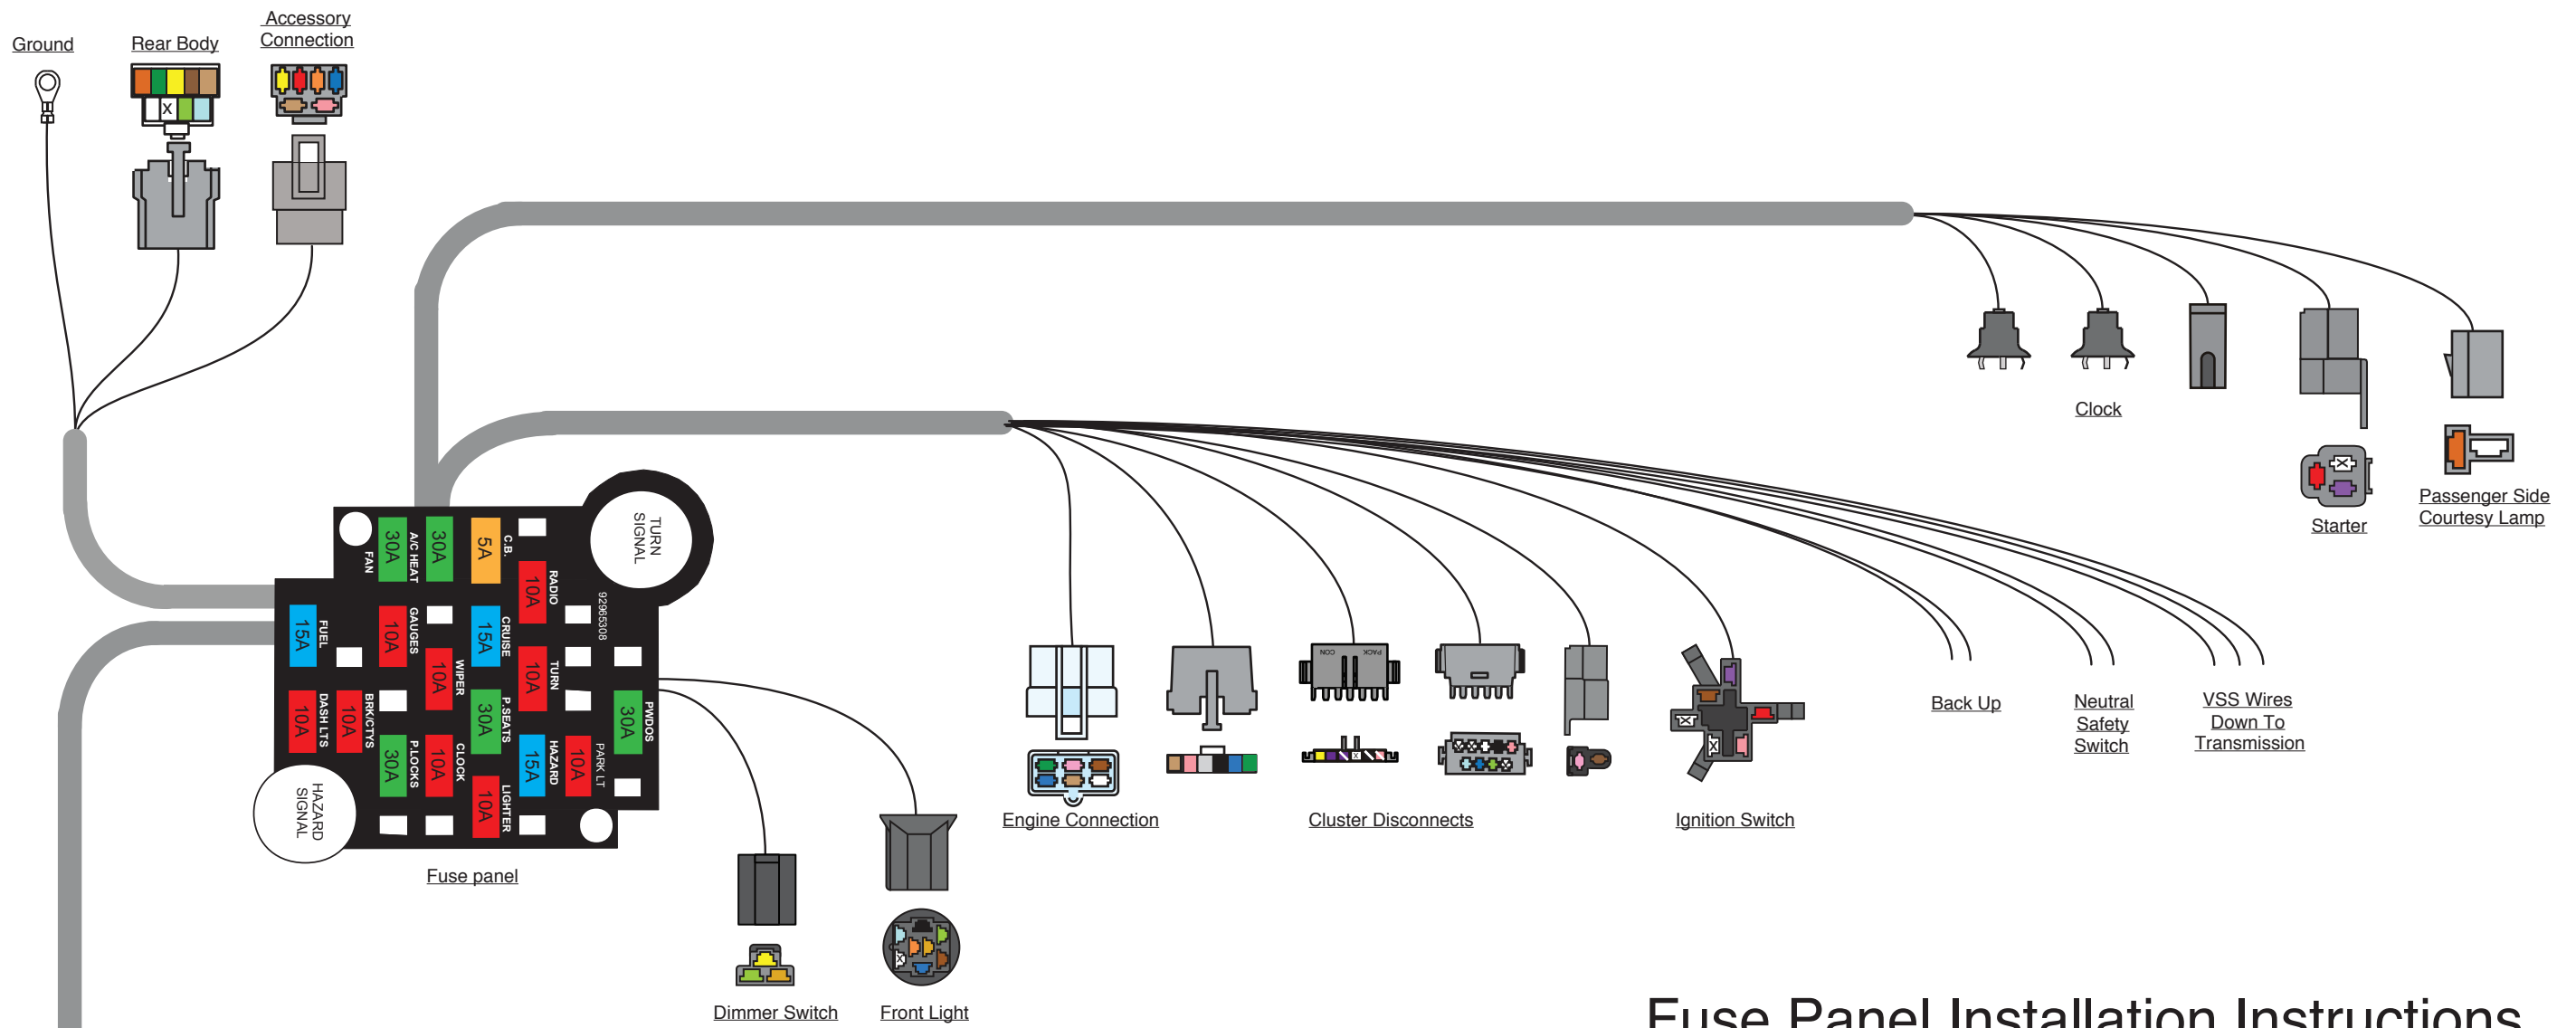 Ground
Rear Body
Accessory
Connection
X
Clock
X
Starter
Passenger Side
Courtesy Lamp
TURN
SIGNAL
FAN
30A
A/C HEAT
30A
5A
C.B.
10A
RADIO
92965308
15A
FUEL
10A
GAUGES
10A
WIPER
15A
CRUISE
10A
TURN
10A
DASH LTS
10A
BRK/CTYS
30A
P.LOCKS
10A
CLOCK
30A
P.SEATS
10A
LIGHTER
15A
HAZARD
10A
PARK LT
30A
PWDOS
HAZARD
SIGNAL
Fuse panel
Dimmer Switch
X
Front Light
Engine Connection
CON
PACK
X
Cluster Disconnects
X
X
Ignition Switch
Back Up
Neutral
Safety
Switch
VSS Wires
Down To
Transmission
Fuse Panel Installation Instructions